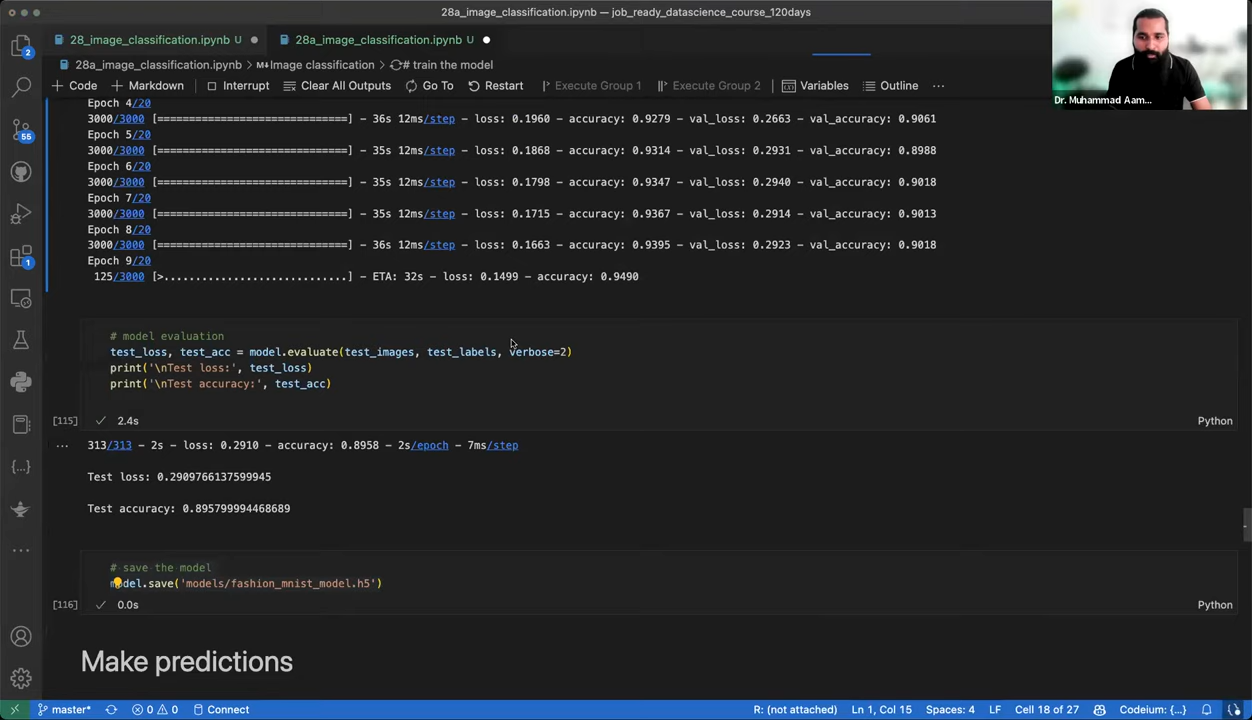 28a_image_classification.ipynb — job_ready_datascience_course_120days
28_image_classification.ipynb U
28a_image_classification.ipynb U
28a_image_classification.ipynb > M↓Image classification > # train the model
Code Markdown Interrupt Clear All Outputs Go To Restart Execute Group 1 Execute Group 2 Variables Outline ...
Dr. Muhammad Aam...
2
55
1
Epoch 4/20
3000/3000 [==============================] - 36s 12ms/step - loss: 0.1960 - accuracy: 0.9279 - val_loss: 0.2663 - val_accuracy: 0.9061
Epoch 5/20
3000/3000 [==============================] - 35s 12ms/step - loss: 0.1868 - accuracy: 0.9314 - val_loss: 0.2931 - val_accuracy: 0.8988
Epoch 6/20
3000/3000 [==============================] - 35s 12ms/step - loss: 0.1798 - accuracy: 0.9347 - val_loss: 0.2940 - val_accuracy: 0.9018
Epoch 7/20
3000/3000 [==============================] - 35s 12ms/step - loss: 0.1715 - accuracy: 0.9367 - val_loss: 0.2914 - val_accuracy: 0.9013
Epoch 8/20
3000/3000 [==============================] - 36s 12ms/step - loss: 0.1663 - accuracy: 0.9395 - val_loss: 0.2923 - val_accuracy: 0.9018
Epoch 9/20
125/3000 [>.............................] - ETA: 32s - loss: 0.1499 - accuracy: 0.9490
# model evaluation
test_loss, test_acc = model.evaluate(test_images, test_labels, verbose=2)
print('\nTest loss:', test_loss)
print('\nTest accuracy:', test_acc)
[115] ✓ 2.4s Python
... 313/313 - 2s - loss: 0.2910 - accuracy: 0.8958 - 2s/epoch - 7ms/step
Test loss: 0.2909766137599945
Test accuracy: 0.895799994468689
# save the model
model.save('models/fashion_mnist_model.h5')
[116] ✓ 0.0s Python
Make predictions
master* 0 0 Connect R: (not attached) Ln 1, Col 15 Spaces: 4 LF Cell 18 of 27 Codeium: {...}